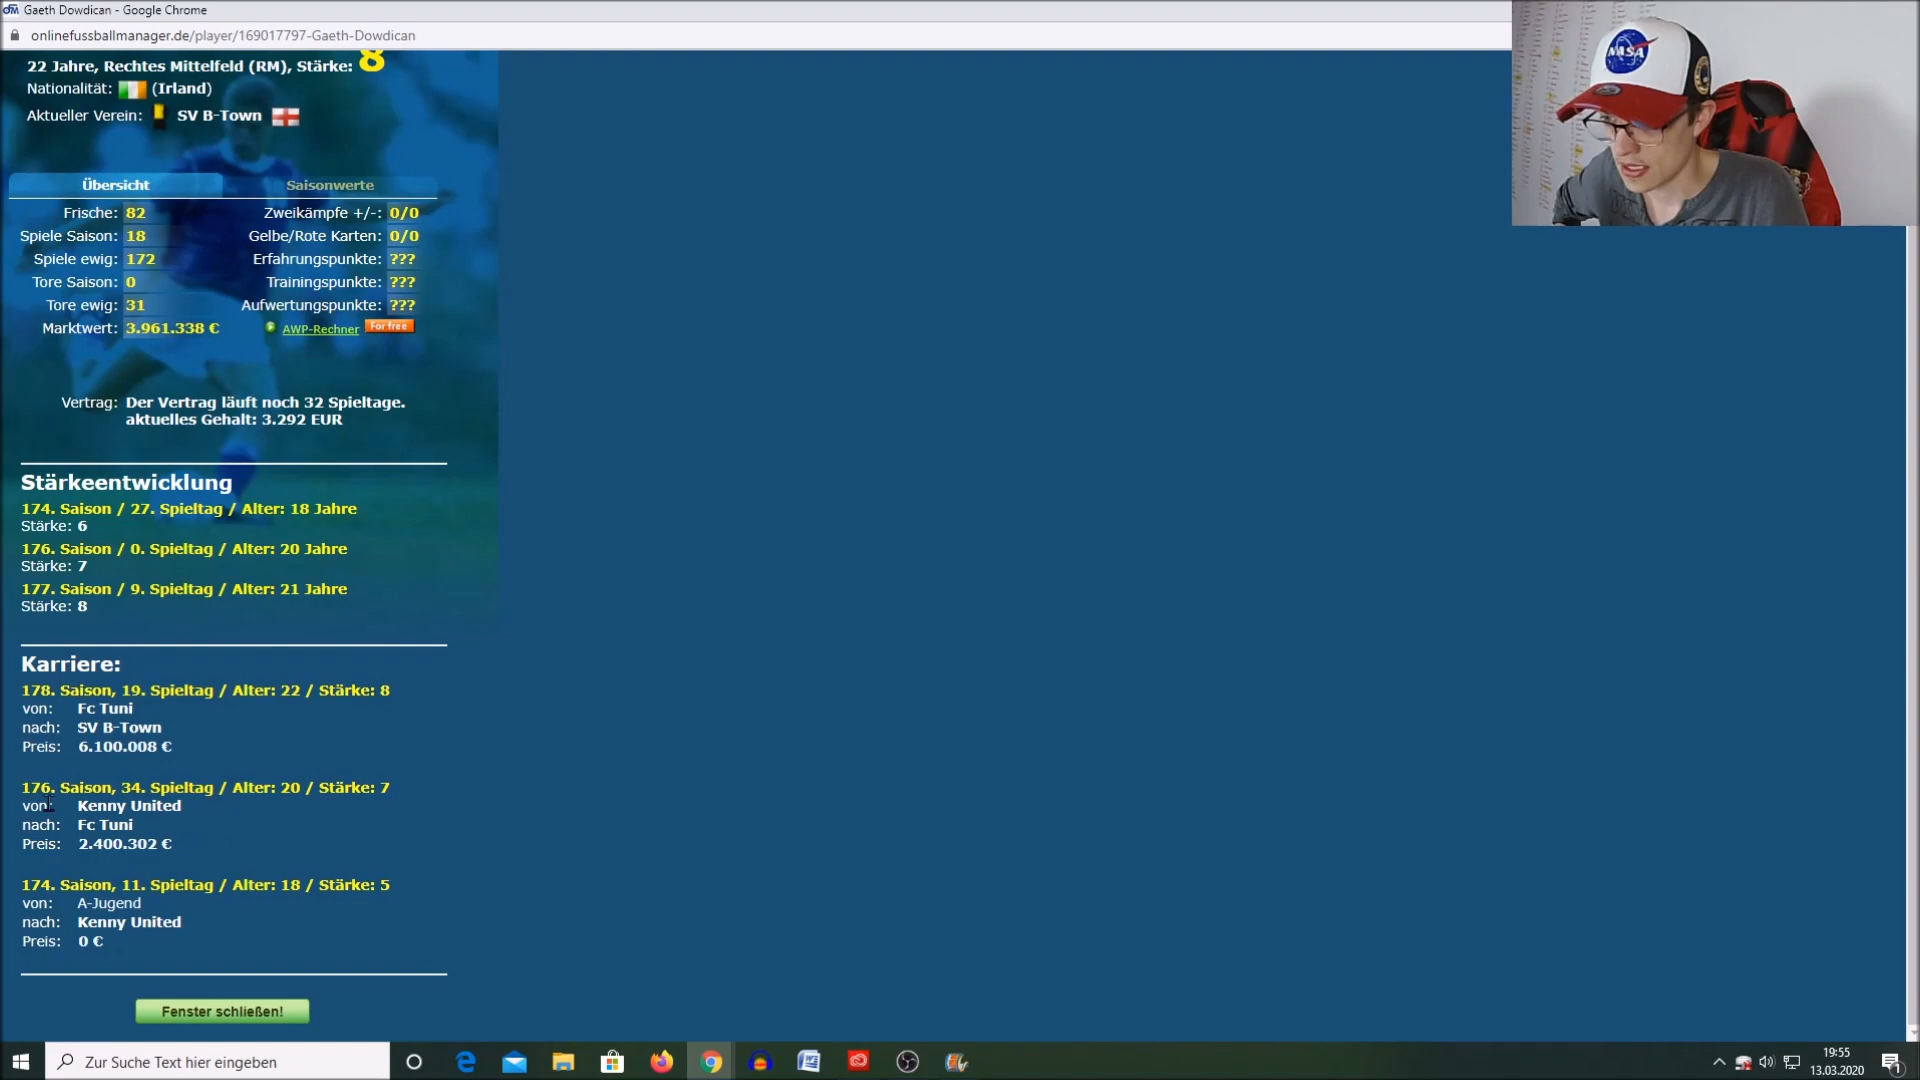 Gaeth Dowdican - Google Chrome
onlinefussballmanager.de/player/169017797-Gaeth-Dowdican
22 Jahre, Rechtes Mittelfeld (RM), Stärke: 8
Nationalität: (Irland)
Aktueller Verein: SV B-Town
Übersicht Saisonwerte
Frische: 82 Zweikämpfe +/-: 0/0
Spiele Saison: 18 Gelbe/Rote Karten: 0/0
Spiele ewig: 172 Erfahrungspunkte: ???
Tore Saison: 0 Trainingspunkte: ???
Tore ewig: 31 Aufwertungspunkte: ???
Marktwert: 3.961.338 € AWP-Rechner For free
Vertrag: Der Vertrag läuft noch 32 Spieltage.
aktuelles Gehalt: 3.292 EUR
Stärkeentwicklung
174. Saison / 27. Spieltag / Alter: 18 Jahre
Stärke: 6
176. Saison / 0. Spieltag / Alter: 20 Jahre
Stärke: 7
177. Saison / 9. Spieltag / Alter: 21 Jahre
Stärke: 8
Karriere:
178. Saison, 19. Spieltag / Alter: 22 / Stärke: 8
von: Fc Tuni
nach: SV B-Town
Preis: 6.100.008 €
176. Saison, 34. Spieltag / Alter: 20 / Stärke: 7
von: Kenny United
nach: Fc Tuni
Preis: 2.400.302 €
174. Saison, 11. Spieltag / Alter: 18 / Stärke: 5
von: A-Jugend
nach: Kenny United
Preis: 0 €
Fenster schließen!
NASA
Zur Suche Text hier eingeben
19:55
13.03.2020
1